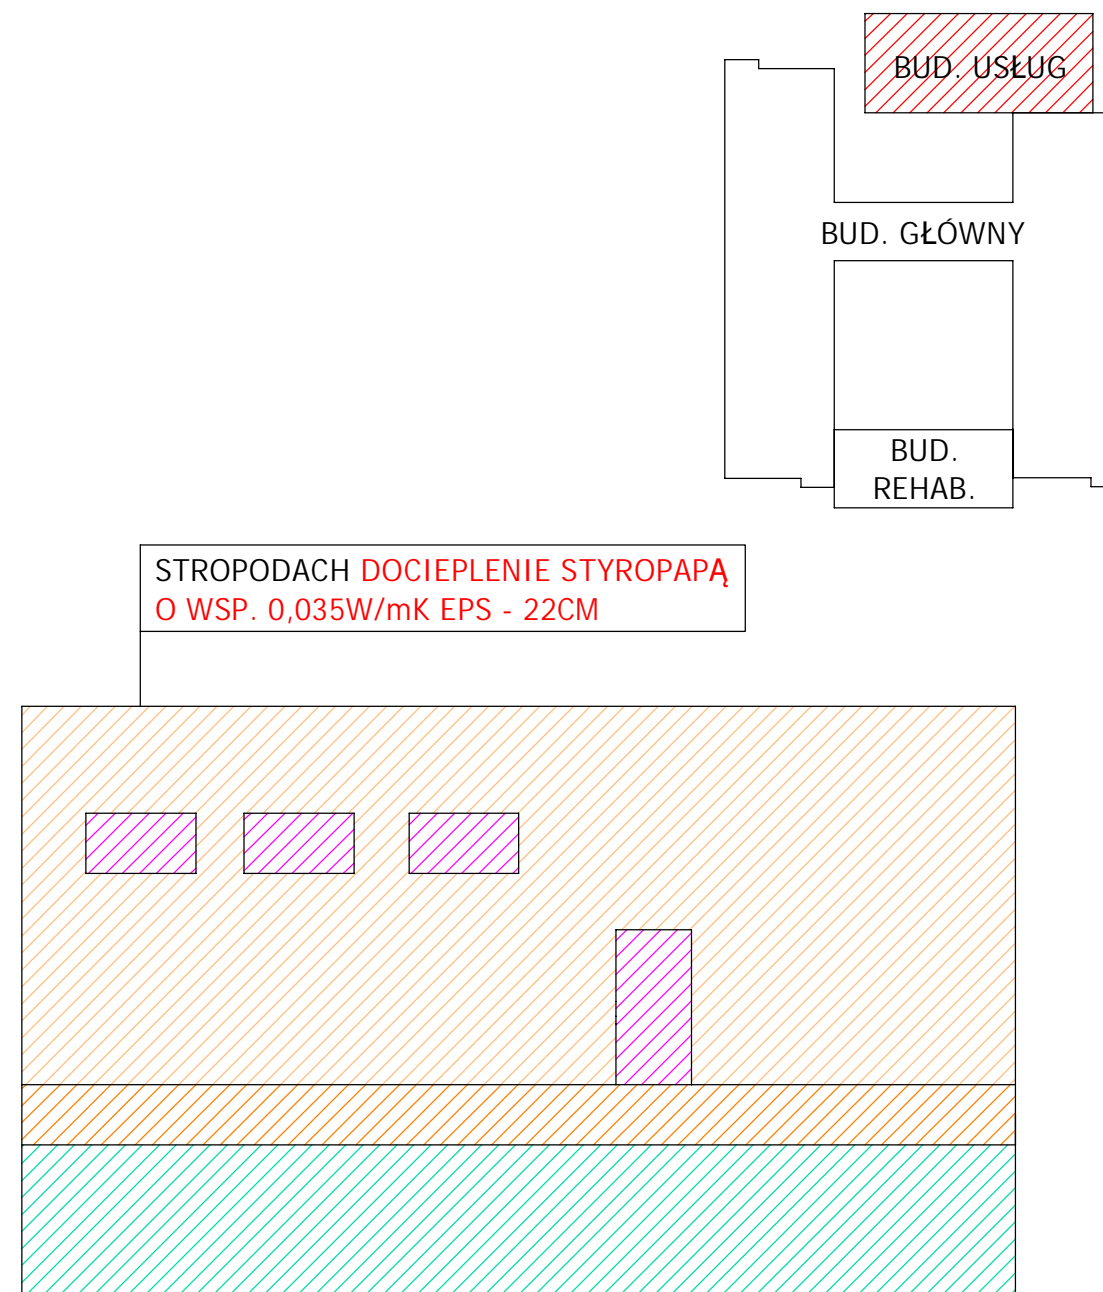 BUD. USŁUG
BUD. GŁÓWNY
BUD.
REHAB.
STROPODACH DOCIEPLENIE STYROPAPĄ
O WSP. 0,035W/mK EPS - 22CM